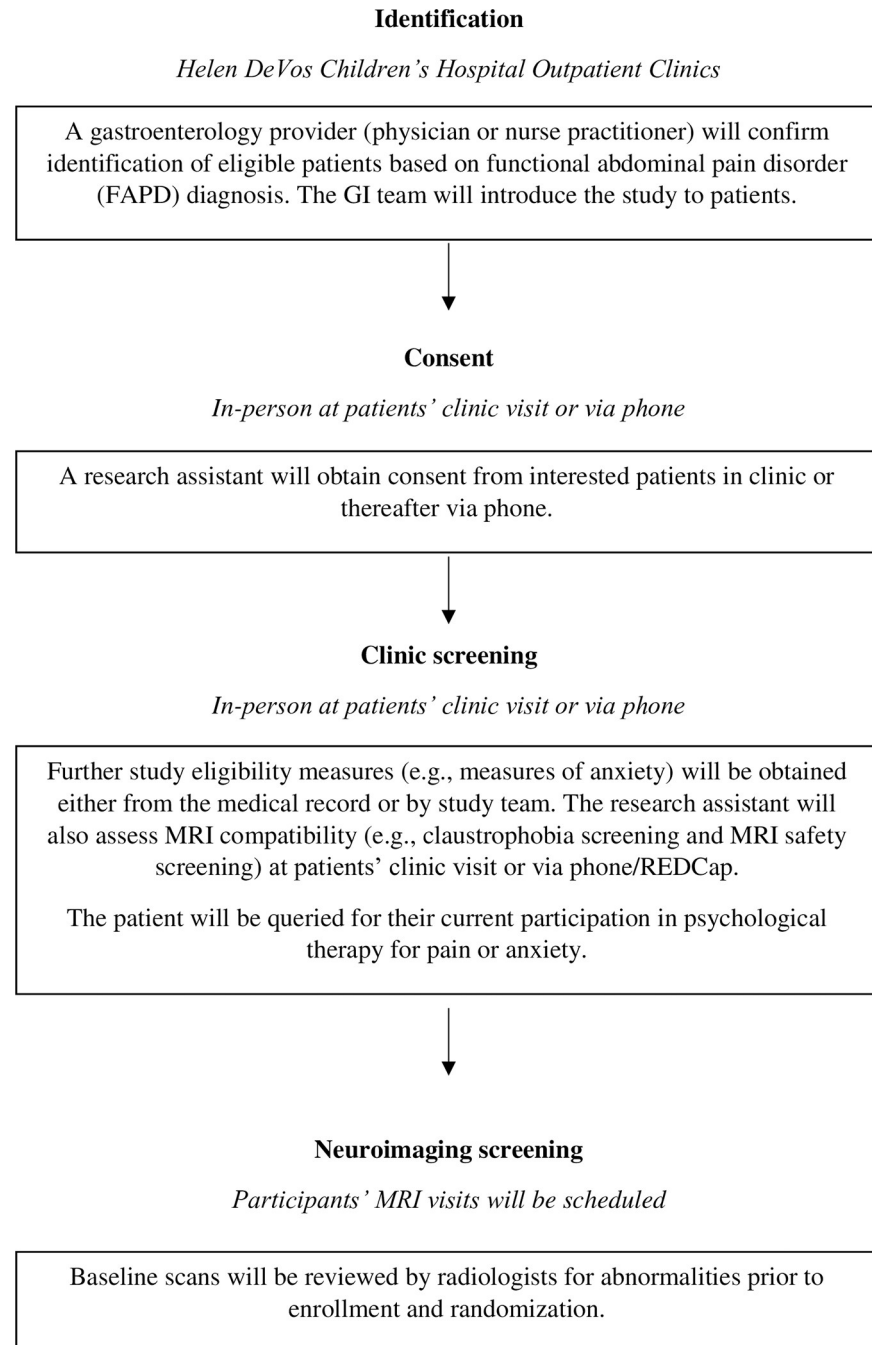 Identification
Helen DeVos Children’s Hospital Outpatient Clinics
A gastroenterology provider (physician or nurse practitioner) will confirm
identification of eligible patients based on functional abdominal pain disorder
(FAPD) diagnosis. The GI team will introduce the study to patients.
Consent
In-person at patients’ clinic visit or via phone
A research assistant will obtain consent from interested patients in clinic or
thereafter via phone.
Clinic screening
In-person at patients’ clinic visit or via phone
Further study eligibility measures (e.g., measures of anxiety) will be obtained
either from the medical record or by study team. The research assistant will
also assess MRI compatibility (e.g., claustrophobia screening and MRI safety
screening) at patients’ clinic visit or via phone/REDCap.
The patient will be queried for their current participation in psychological
therapy for pain or anxiety.
Neuroimaging screening
Participants’ MRI visits will be scheduled
Baseline scans will be reviewed by radiologists for abnormalities prior to
enrollment and randomization.